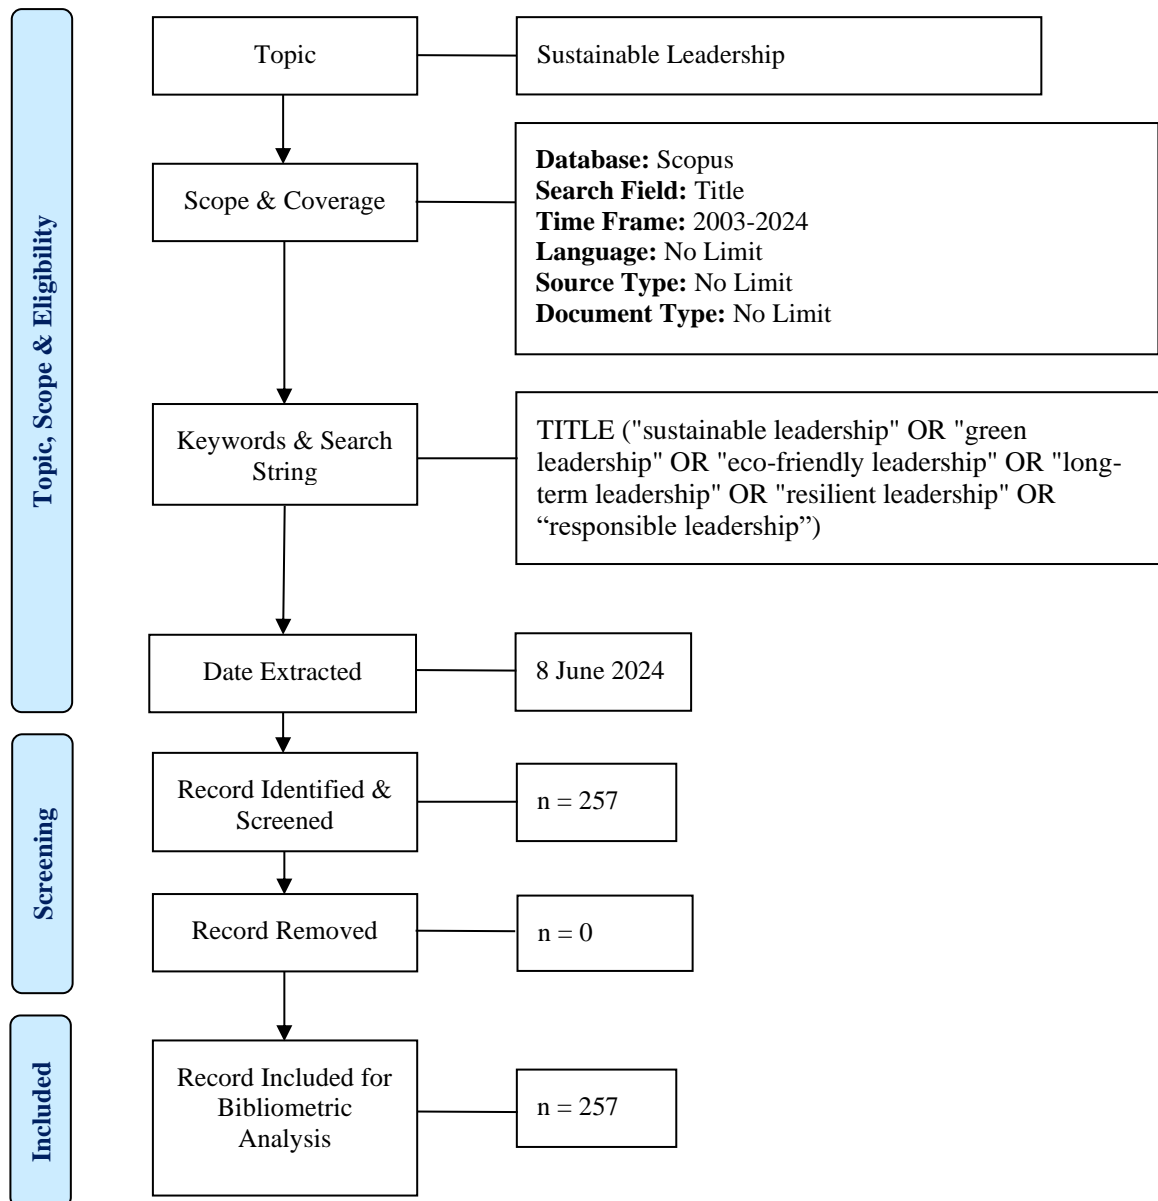 Topic, Scope & Eligibility
Topic
Sustainable Leadership
Scope & Coverage
Database: Scopus
Search Field: Title
Time Frame: 2003-2024
Language: No Limit
Source Type: No Limit
Document Type: No Limit
Keywords & Search
String
TITLE ("sustainable leadership" OR "green
leadership" OR "eco-friendly leadership" OR "long-
term leadership" OR "resilient leadership" OR
“responsible leadership”)
Date Extracted
8 June 2024
Screening
Record Identified &
Screened
n = 257
Record Removed
n = 0
Included
Record Included for
Bibliometric
Analysis
n = 257